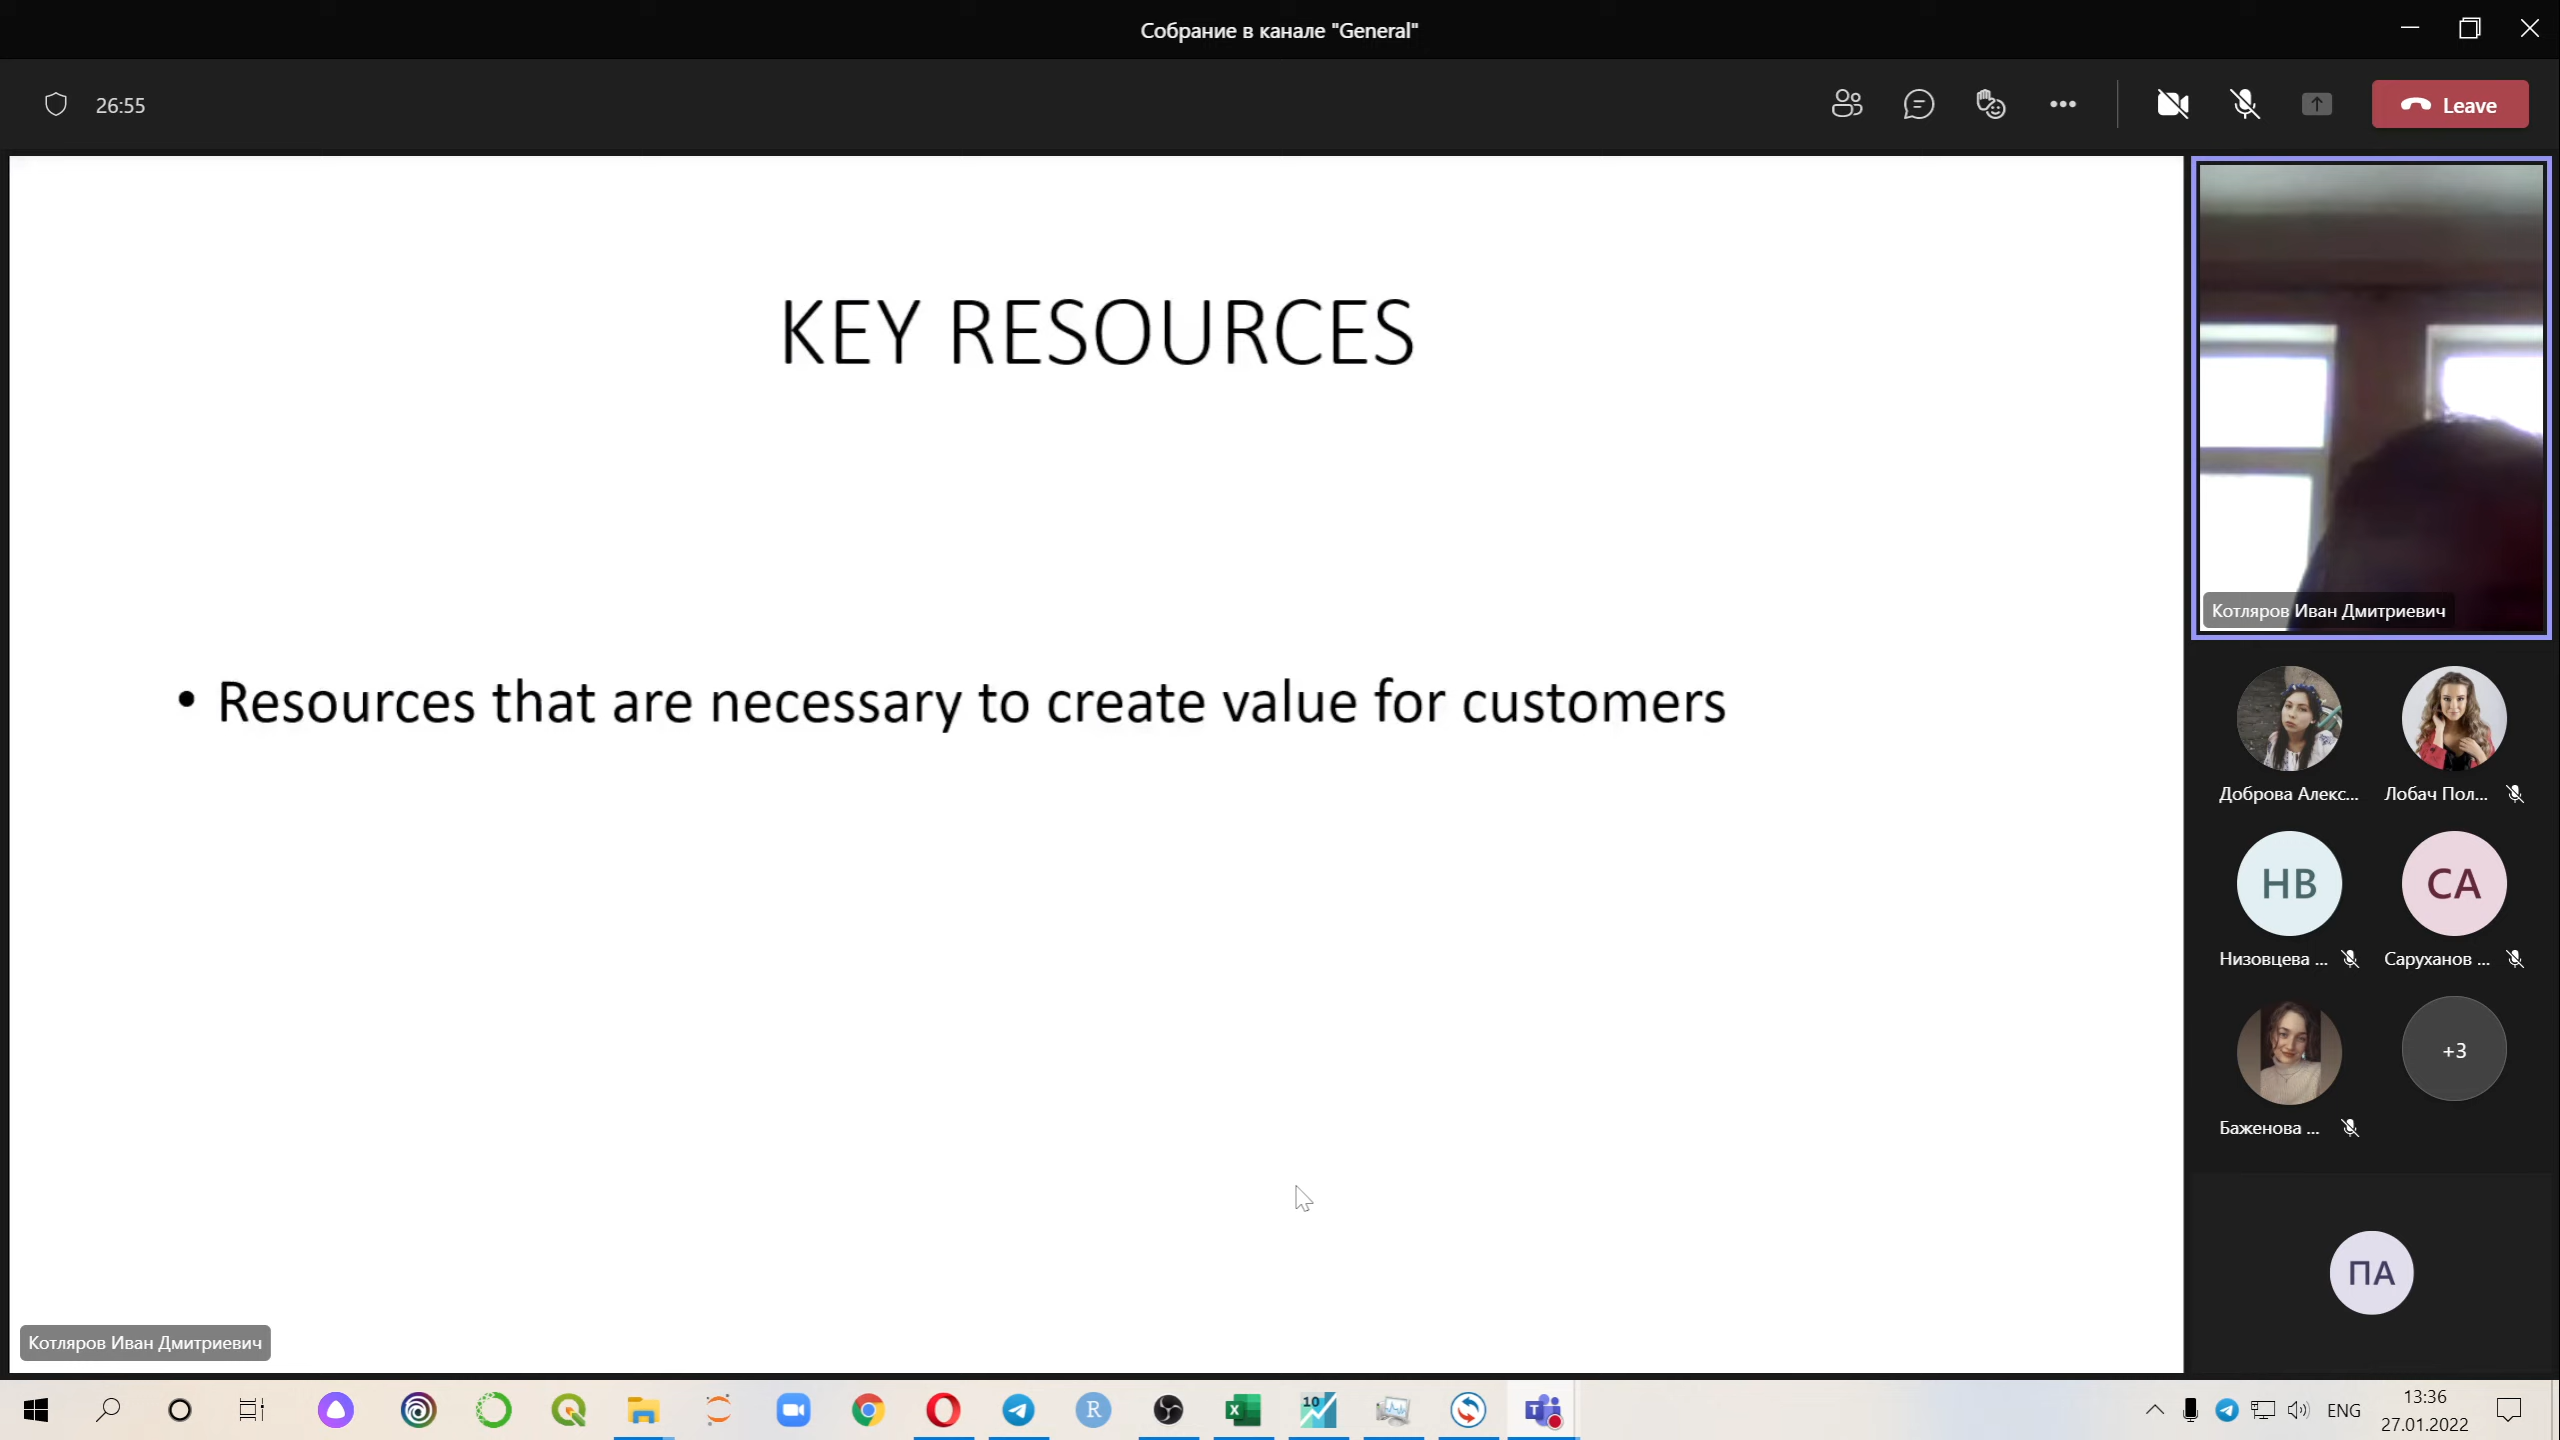 Собрание в канале "General"
26:55
Leave
KEY RESOURCES
• Resources that are necessary to create value for customers
Котляров Иван Дмитриевич
Доброва Алекс...
Лобач Пол...
НВ
СА
Низовцева ...
Саруханов ...
+3
Баженова ...
ПА
Котляров Иван Дмитриевич
R
10
ENG
13:36
27.01.2022